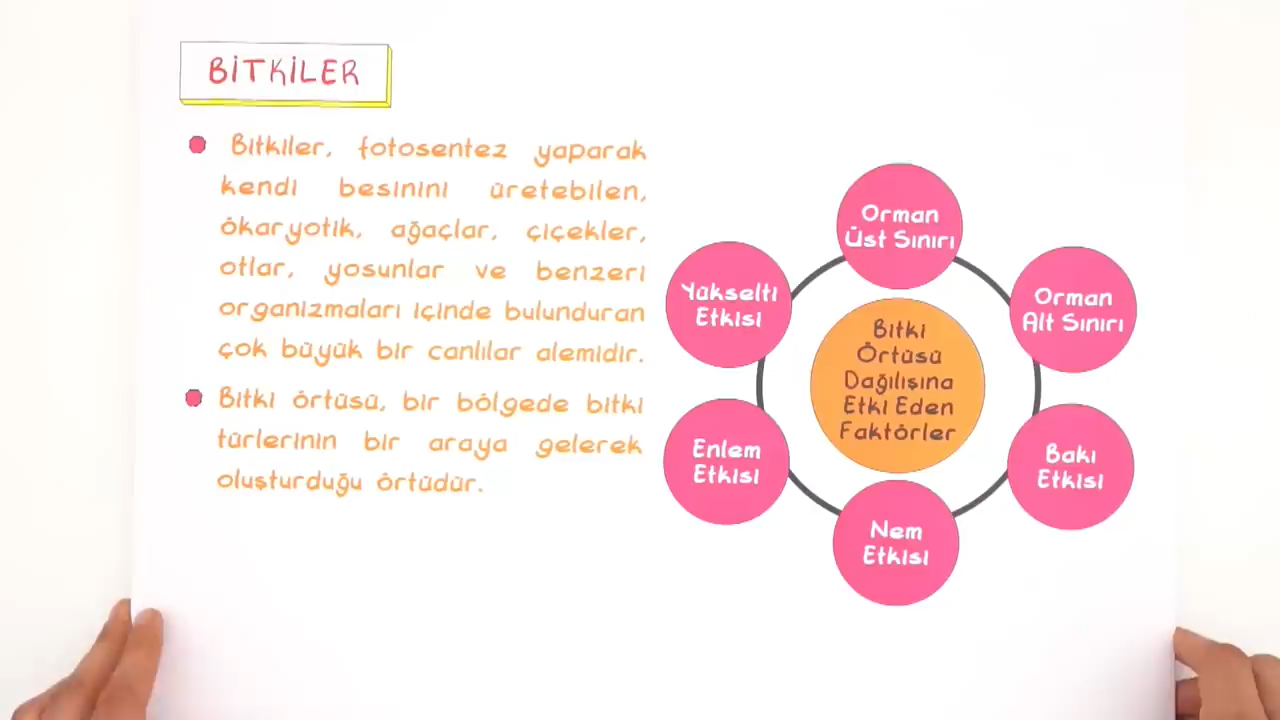 BİTKİLER
Bitkiler, fotosentez yaparak
kendi besinini üretebilen,
ökaryotik, ağaçlar, çiçekler,
otlar, yosunlar ve benzeri
organizmaları içinde bulunduran
çok büyük bir canlılar alemidir.
Bitki örtüsü, bir bölgede bitki
türlerinin bir araya gelerek
oluşturduğu örtüdür.
Orman
Üst Sınırı
Yükselti
Etkisi
Orman
Alt Sınırı
Bitki
Örtüsü
Dağılışına
Etki Eden
Faktörler
Enlem
Etkisi
Bakı
Etkisi
Nem
Etkisi